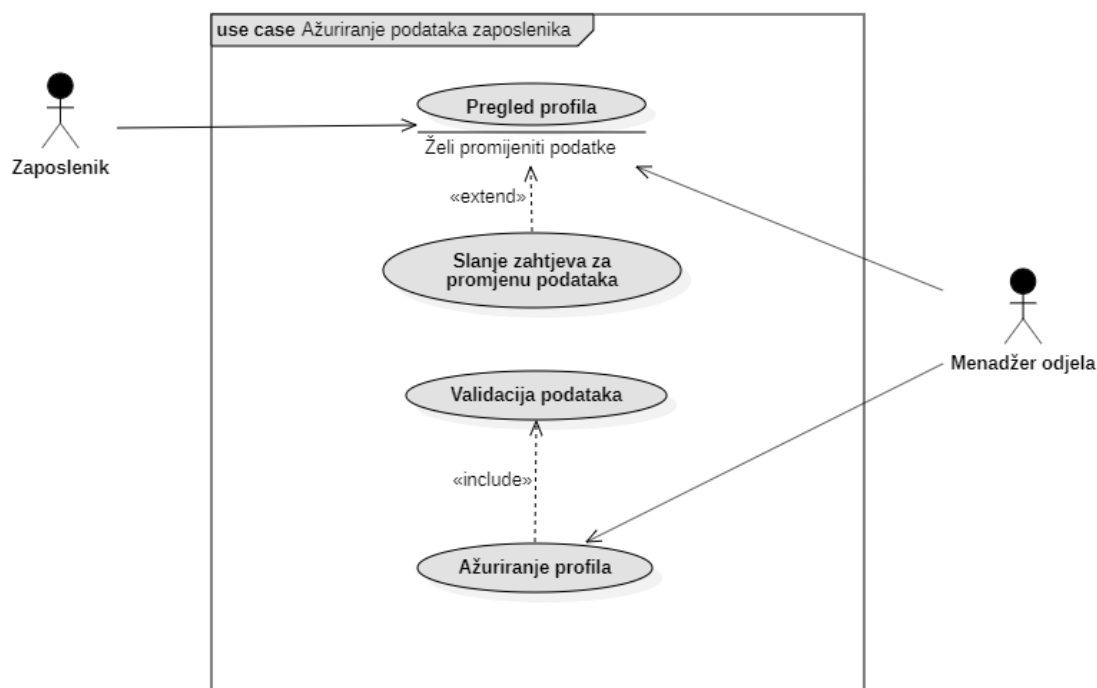 use case Ažuriranje podataka zaposlenika
Pregled profila
Želi promijeniti podatke
Zaposlenik
«extend»
Slanje zahtjeva za
promjenu podataka
Menadžer odjela
Validacija podataka
«include»
Ažuriranje profila